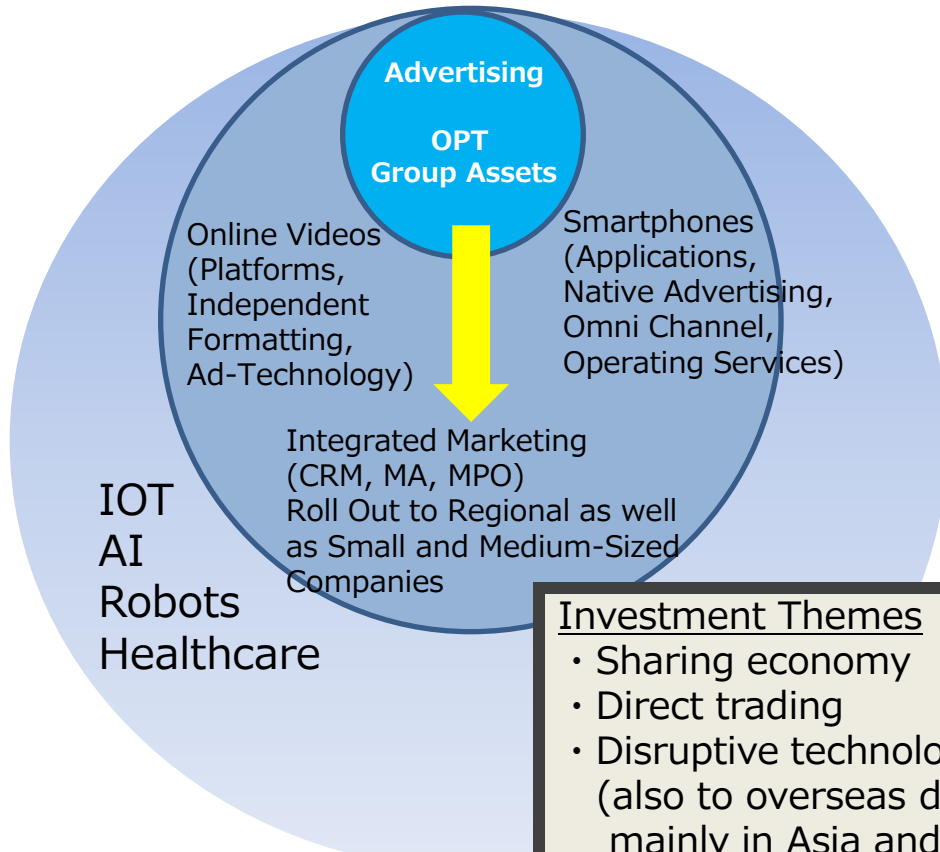 Advertising
OPT
Group Assets
Online Videos
(Platforms,
Independent
Formatting,
Ad-Technology)
Smartphones
(Applications,
Native Advertising,
Omni Channel,
Operating Services)
Integrated Marketing
(CRM, MA, MPO)
Roll Out to Regional as well
as Small and Medium-Sized
Companies
IOT
AI
Robots
Healthcare
Investment Themes
・Sharing economy
・Direct trading
・Disruptive
(also to overseas
mainly in Asia and